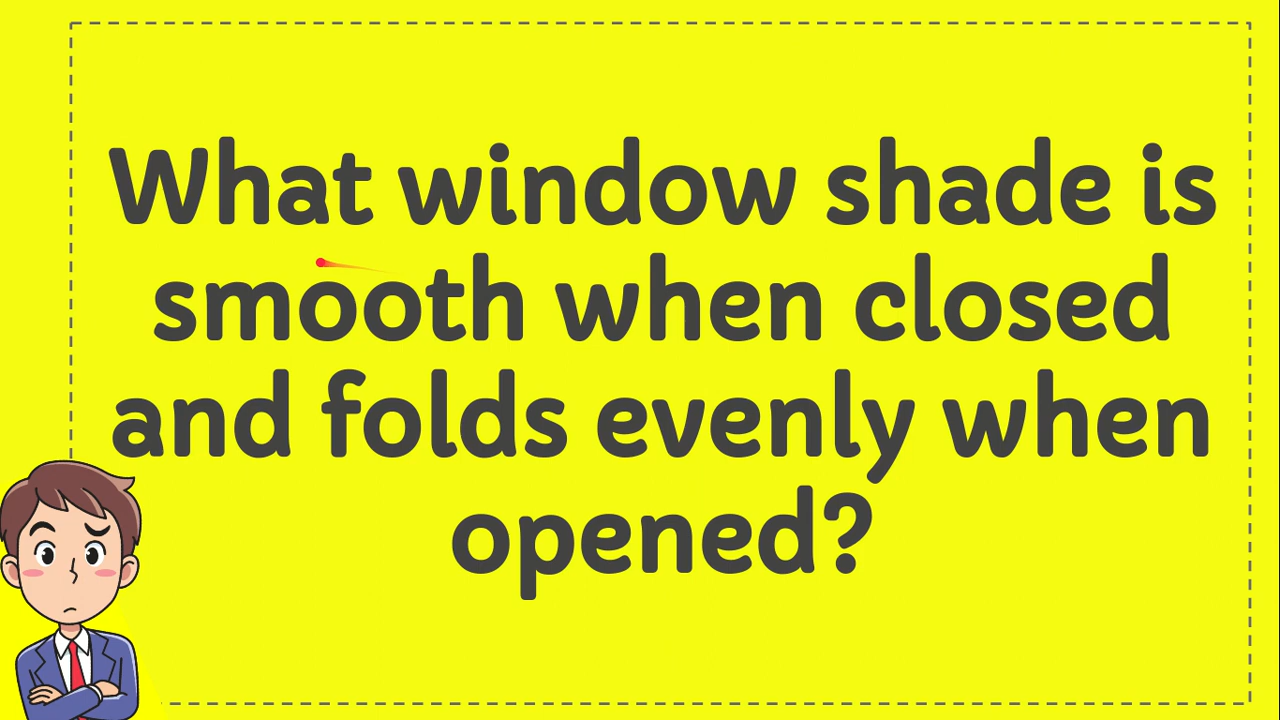 What window shade is
smooth when closed
and folds evenly when
opened?